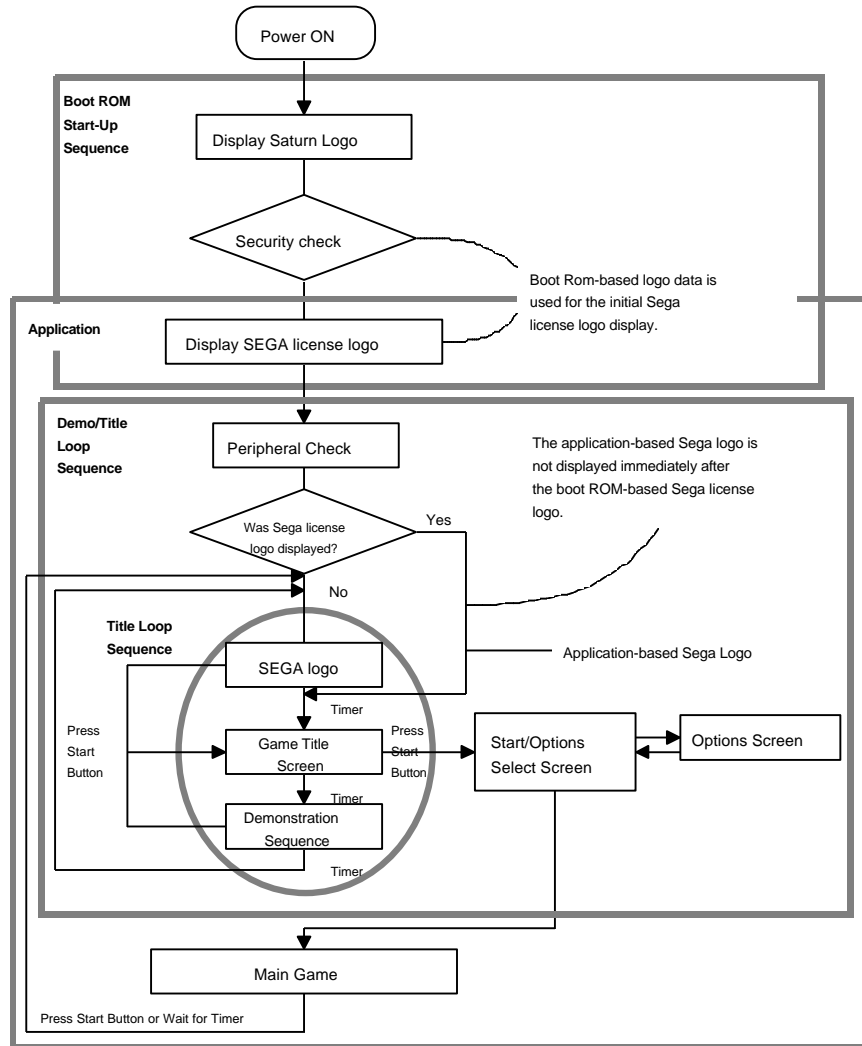 Power ON
Boot ROM
Start-Up
Sequence
Display Saturn Logo
Security check
Boot Rom-based logo data is
used for the initial Sega
license logo display.
Application
Display SEGA license logo
Demo/Title
Loop
Sequence
Peripheral Check
The application-based Sega logo is
not displayed immediately after
the boot ROM-based Sega license
logo.
Was Sega license
logo displayed?
Yes
No
Title Loop
Sequence
SEGA logo
Application-based Sega Logo
Timer
Press
Start
Button
Game Title
Screen
Press
Start
Button
Start/Options
Select Screen
Options Screen
Timer
Demonstration
Sequence
Timer
Main Game
Press Start Button or Wait for Timer